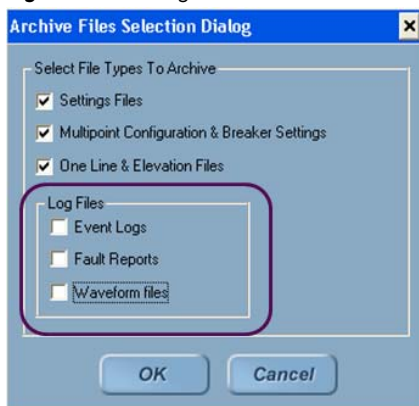 Archive Files Selection Dialog
Select File Types To Archive
Settings Files
Multipoint Configuration & Breaker Settings
One Line & Elevation Files
Log Files
Event Logs
Fault Reports
Waveform files
OK
Cancel